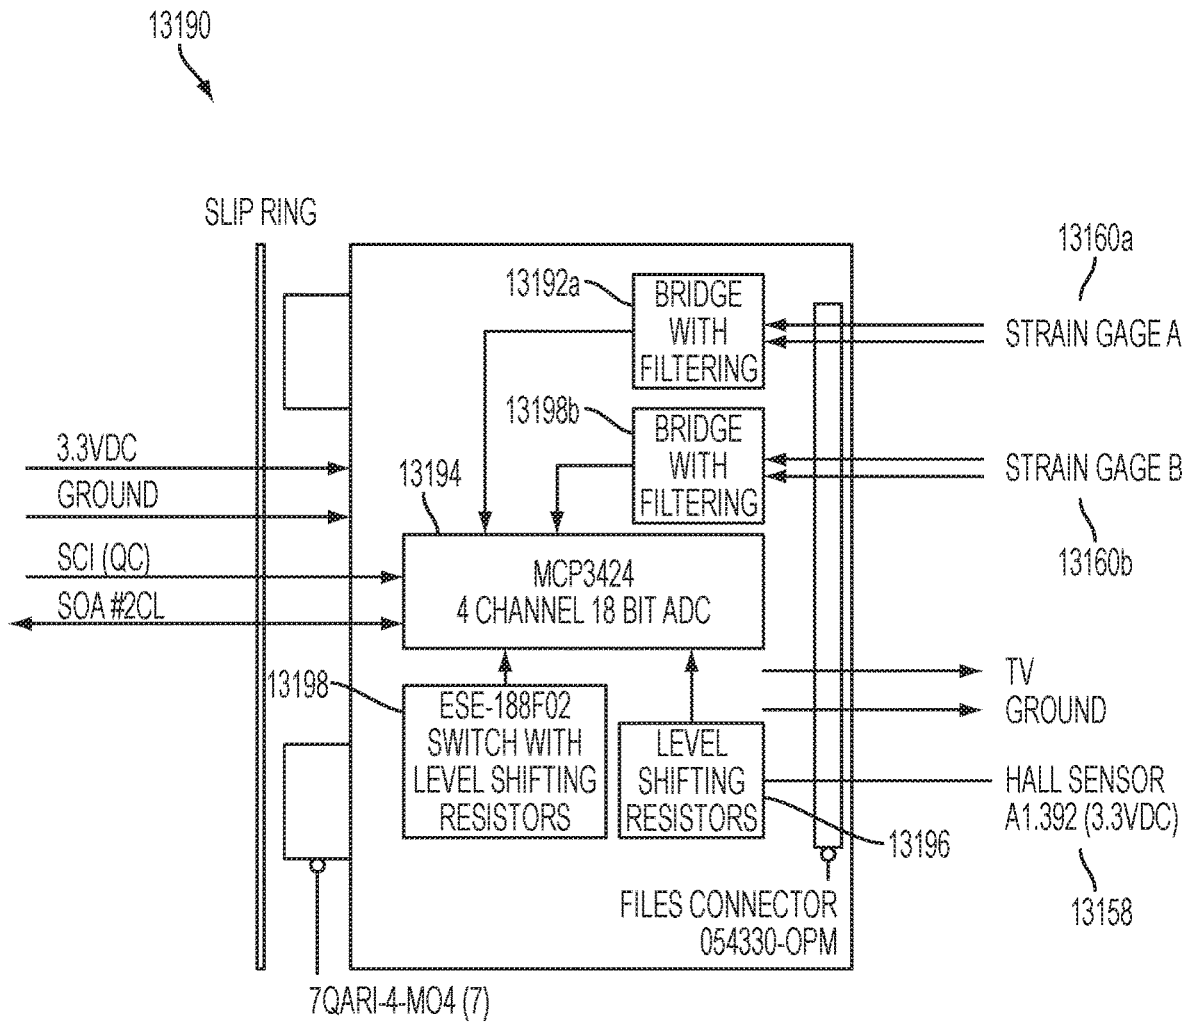 13190
SLIP RING
13160a
13192a
BRIDGE
WITH
FILTERING
STRAIN GAGE A
13198b
BRIDGE
WITH
FILTERING
3.3VDC
13194
STRAIN GAGE B
GROUND
SCI (QC)
MCP3424
4 CHANNEL 18 BIT ADC
13160b
SOA #2CL
13198
ESE-188F02
SWITCH WITH
LEVEL SHIFTING
RESISTORS
LEVEL
SHIFTING
RESISTORS
TV
GROUND
HALL SENSOR
A1.392 (3.3VDC)
13196
13158
FILES CONNECTOR
054330-OPM
7QARI-4-MO4 (7)